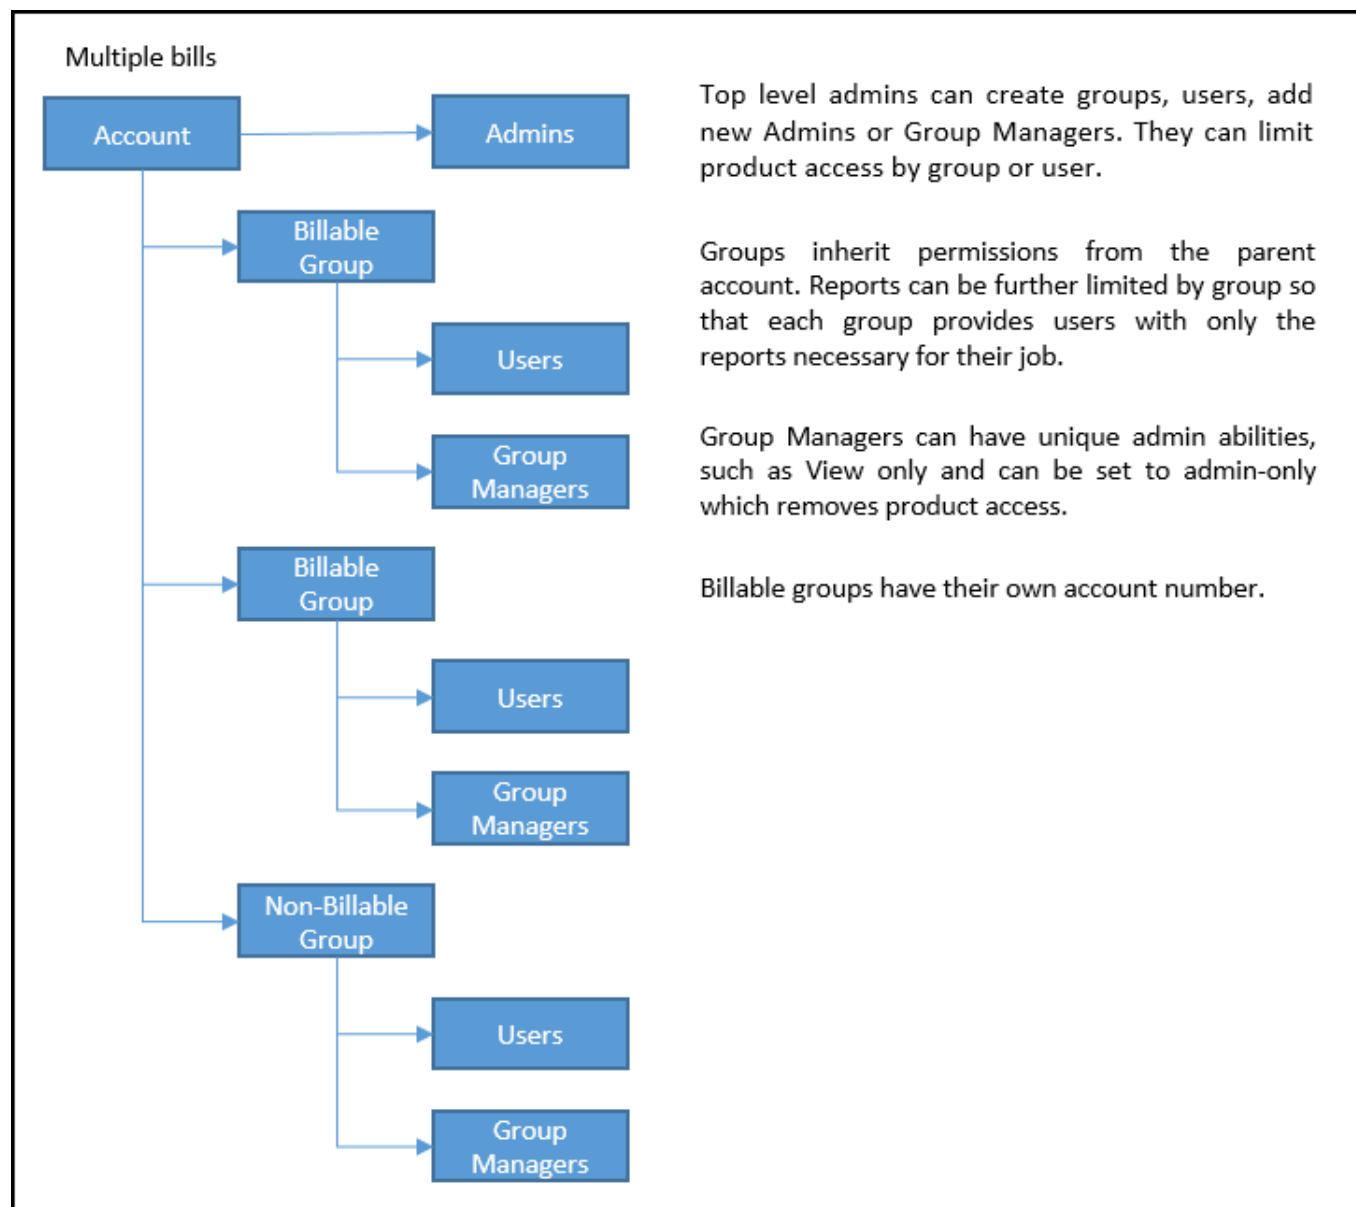 Multiple bills
Account
Admins
Billable
Group
Users
Group
Managers
Billable
Group
Users
Group
Managers
Non-Billable
Group
Users
Group
Managers
Top level admins can create groups, users, add
new Admins or Group Managers. They can limit
product access by group or user.
Groups inherit permissions from the parent
account. Reports can be further limited by group so
that each group provides users with only the
reports necessary for their job.
Group Managers can have unique admin abilities,
such as View only and can be set to admin-only
which removes product access.
Billable groups have their own account number.